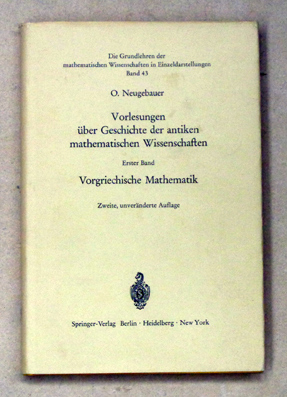 Die Grundlehren der
mathematischen Wissenschaften in Einzeldarstellungen
Band 43
O. Neugebauer
Vorlesungen
über Geschichte der antiken
mathematischen Wissenschaften
Erster Band
Vorgriechische Mathematik
Zweite, unveränderte Auflage
Springer-Verlag Berlin · Heidelberg · New York